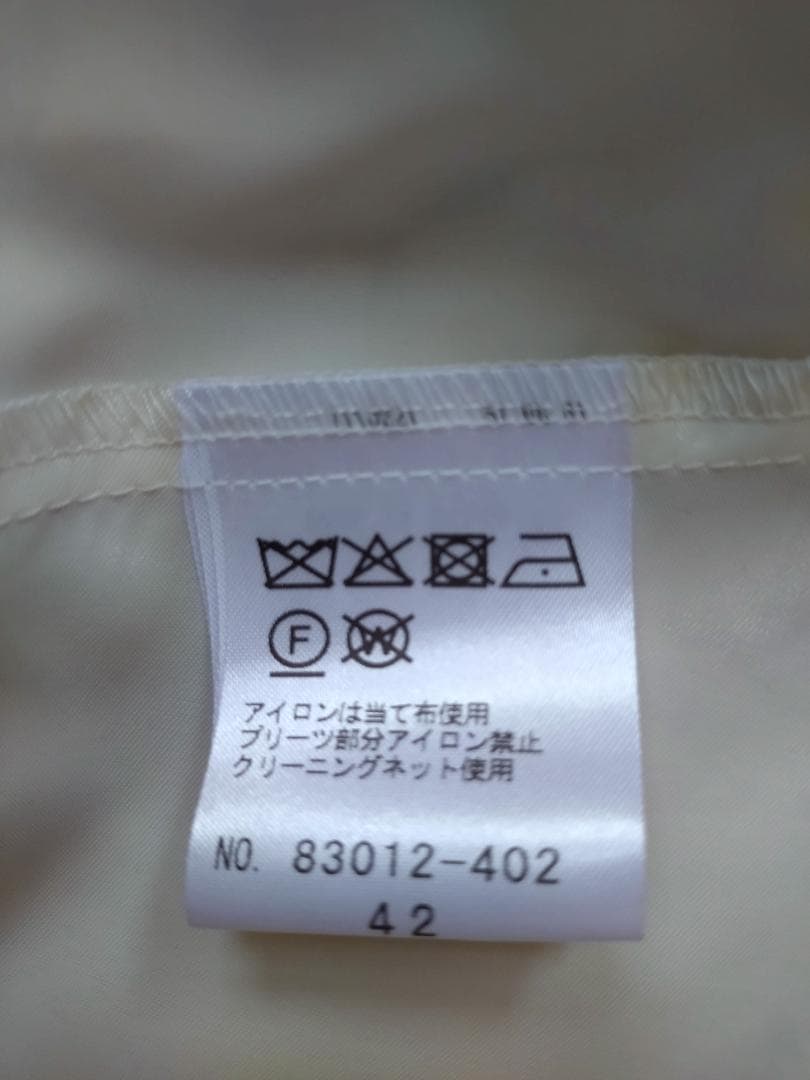 F W
アイロンは当て布使用
プリーツ部分アイロン禁止
クリーニングネット使用
NO. 83012-402
42